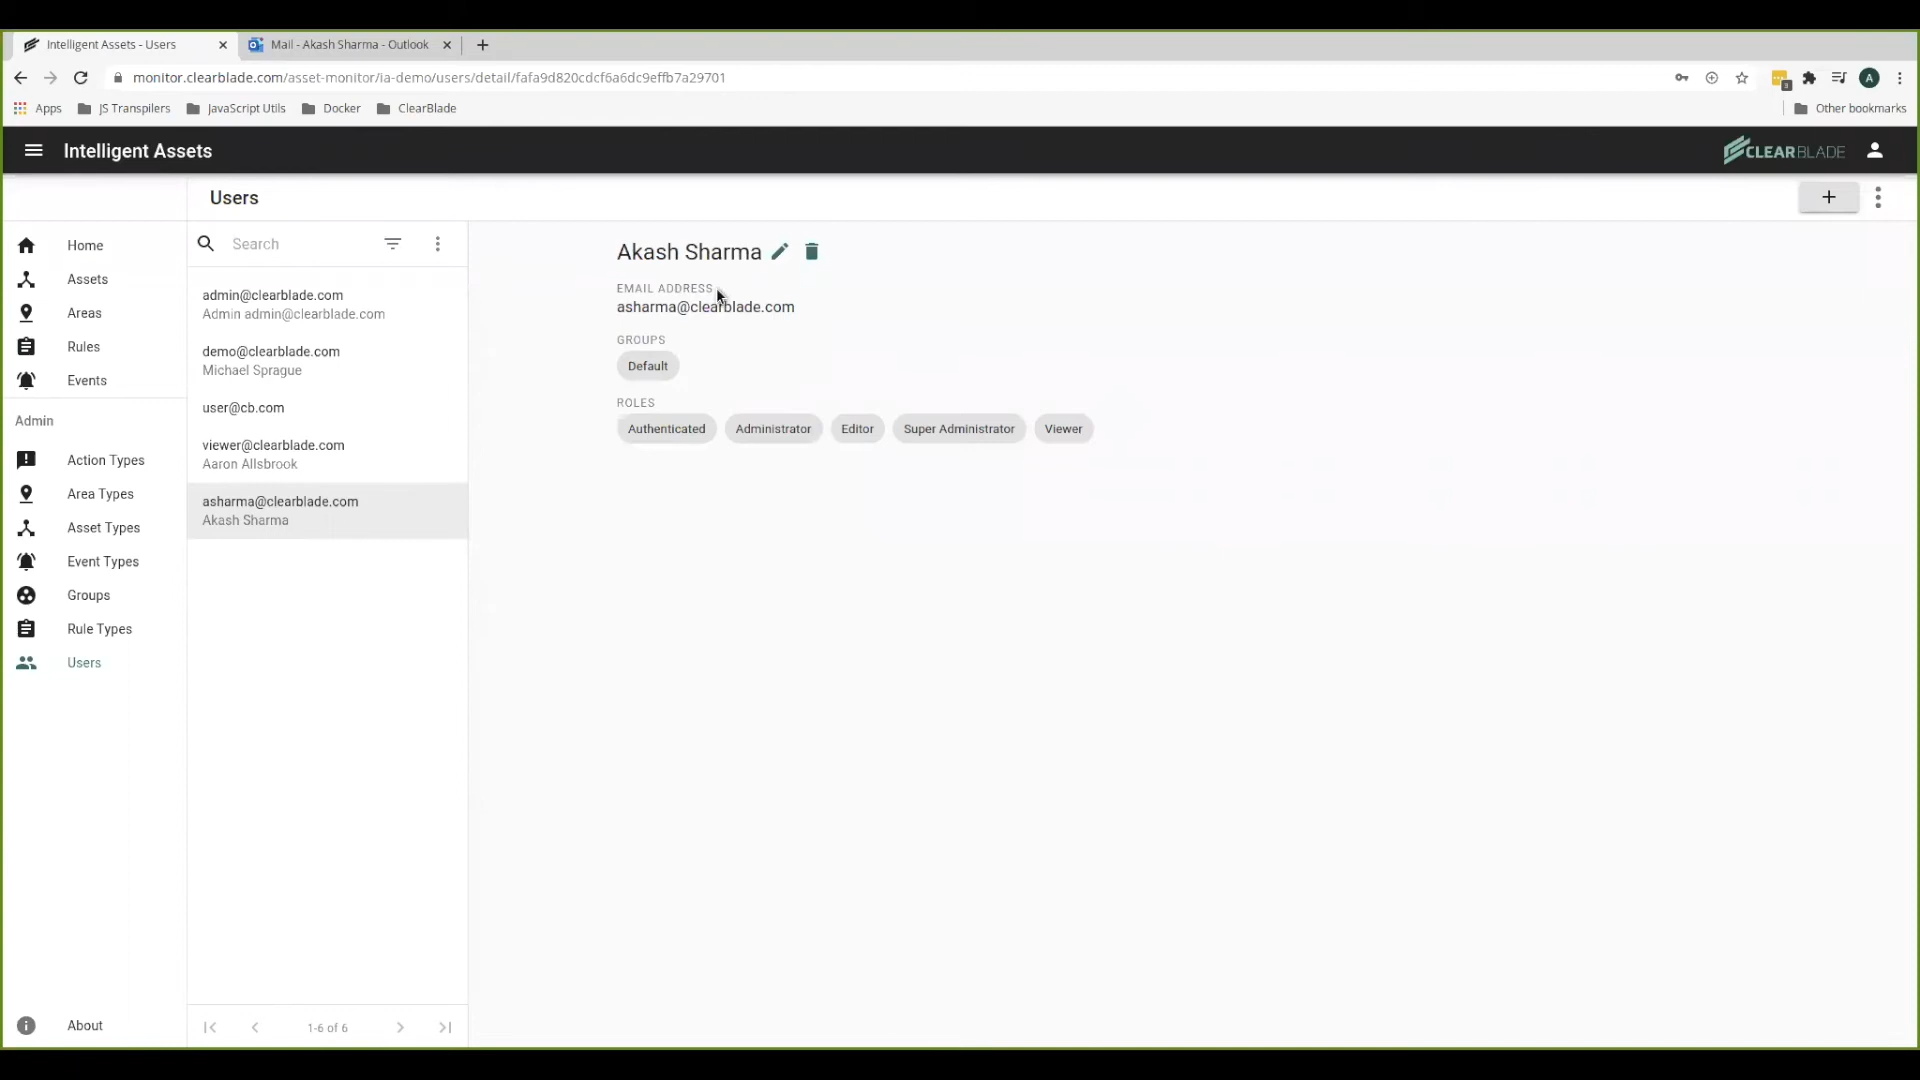 Intelligent Assets - Users
Mail - Akash Sharma - Outlook
monitor.clearblade.com/asset-monitor/ia-demo/users/detail/fafa9d820cdcf6a6dc9effb7a29701
3
A
Apps
JS Transpilers
JavaScript Utils
Docker
ClearBlade
Other bookmarks
Intelligent Assets
CLEARBLADE
Users
Home
Assets
Areas
Rules
Events
Admin
Action Types
Area Types
Asset Types
Event Types
Groups
Rule Types
Users
About
Search
admin@clearblade.com
Admin admin@clearblade.com
demo@clearblade.com
Michael Sprague
user@cb.com
viewer@clearblade.com
Aaron Allsbrook
asharma@clearblade.com
Akash Sharma
1-6 of 6
Akash Sharma
EMAIL ADDRESS
asharma@clearblade.com
GROUPS
Default
ROLES
Authenticated Administrator Editor Super Administrator Viewer